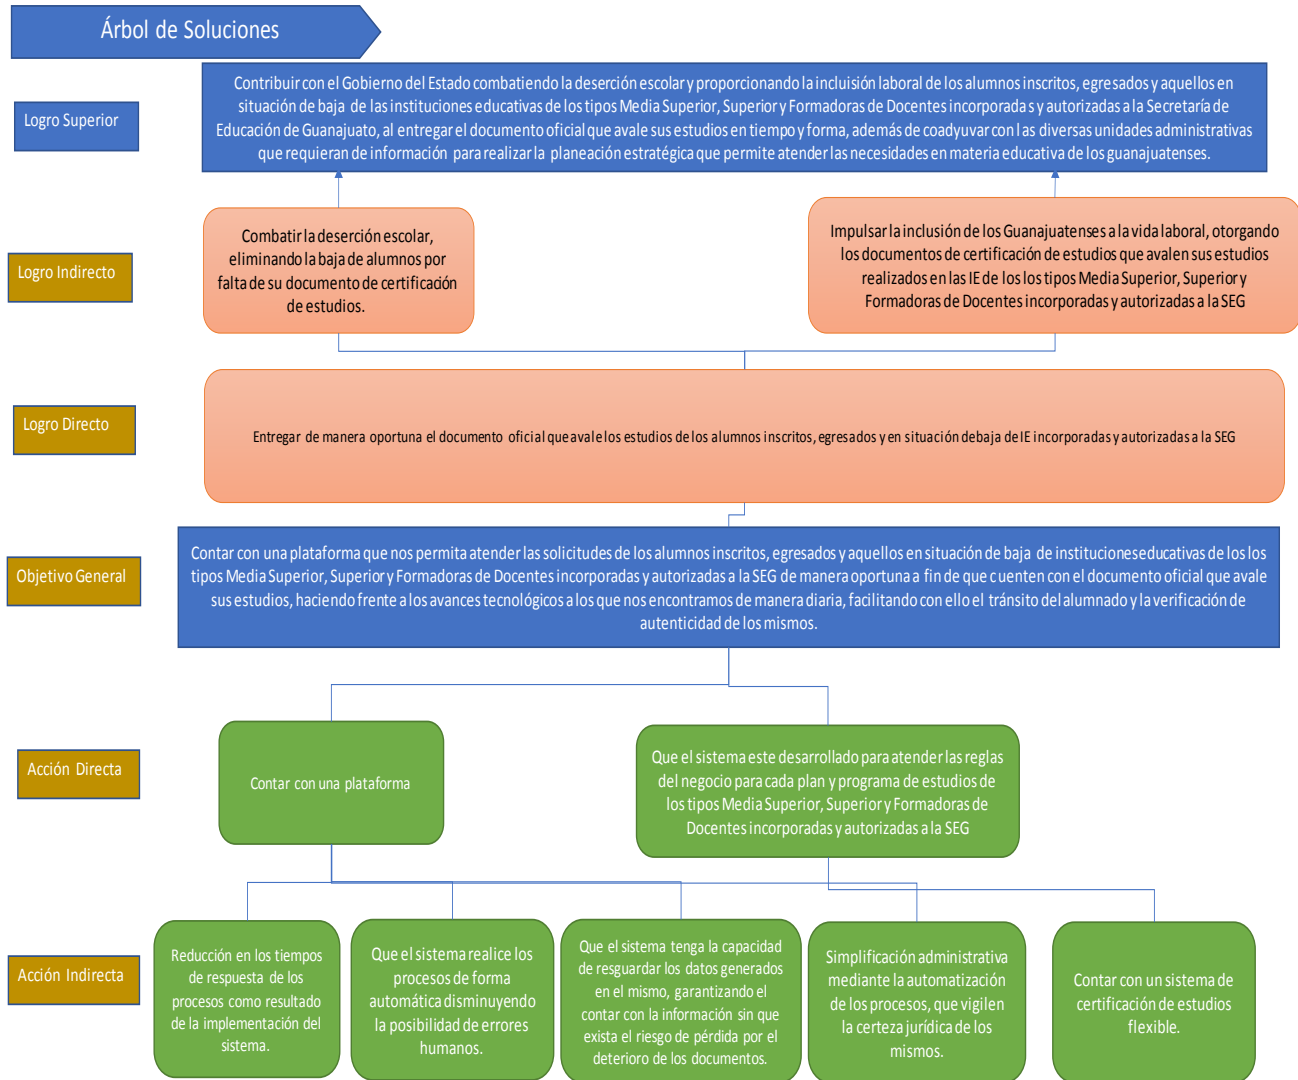 Árbol de Soluciones
Logro Superior
Contribuir con el Gobierno del Estado combatiendo la deserción escolar y proporcionando la incluisión laboral de los alumnos inscritos, egresados y aquellos en
situación de baja de las instituciones educativas de los tipos Media Superior, Superior y Formadoras de Docentes incorporadas y autorizadas a la Secretaría de
Educación de Guanajuato, al entregar el documento oficial que avale sus estudios en tiempo y forma, además de coadyuvar con las diversas unidades administrativas
que requieran de información para realizar la planeación estratégica que permite atender las necesidades en materia educativa de los guanajuatenses.
Logro Indirecto
Combatir la deserción escolar,
eliminando la baja de alumnos por
falta de su documento de certificación
de estudios.
Impulsar la inclusión de los Guanajuatenses a la vida laboral, otorgando
los documentos de certificación de estudios que avalen sus estudios
realizados en las IE de los los tipos Media Superior, Superior y
Formadoras de Docentes incorporadas y autorizadas a la SEG
Logro Directo
Entregar de manera oportuna el documento oficial que avale los estudios de los alumnos inscritos, egresados y en situación debaja de IE incorporadas y autorizadas a la SEG
Objetivo General
Contar con una plataforma que nos permita atender las solicitudes de los alumnos inscritos, egresados y aquellos en situación de baja de instituciones educativas de los los
tipos Media Superior, Superior y Formadoras de Docentes incorporadas y autorizadas a la SEG de manera oportuna a fin de que cuenten con el documento oficial que avale
sus estudios, haciendo frente a los avances tecnológicos a los que nos encontramos de manera diaria, facilitando con ello el tránsito del alumnado y la verificación de
autenticidad de los mismos.
Acción Directa
Contar con una plataforma
Que el sistema este desarrollado para atender las reglas
del negocio para cada plan y programa de estudios de
los tipos Media Superior, Superior y Formadoras de
Docentes incorporadas y autorizadas a la SEG
Acción Indirecta
Reducción en los tiempos
de respuesta de los
procesos como resultado
de la implementación del
sistema.
Que el sistema realice los
procesos de forma
automática disminuyendo
la posibilidad de errores
humanos.
Que el sistema tenga la capacidad
de resguardar los datos generados
en el mismo, garantizando el
contar con la información sin que
exista el riesgo de pérdida por el
deterioro de los documentos.
Simplificación administrativa
mediante la automatización
de los procesos, que vigilen
la certeza jurídica de los
mismos.
Contar con un sistema de
certificación de estudios
flexible.